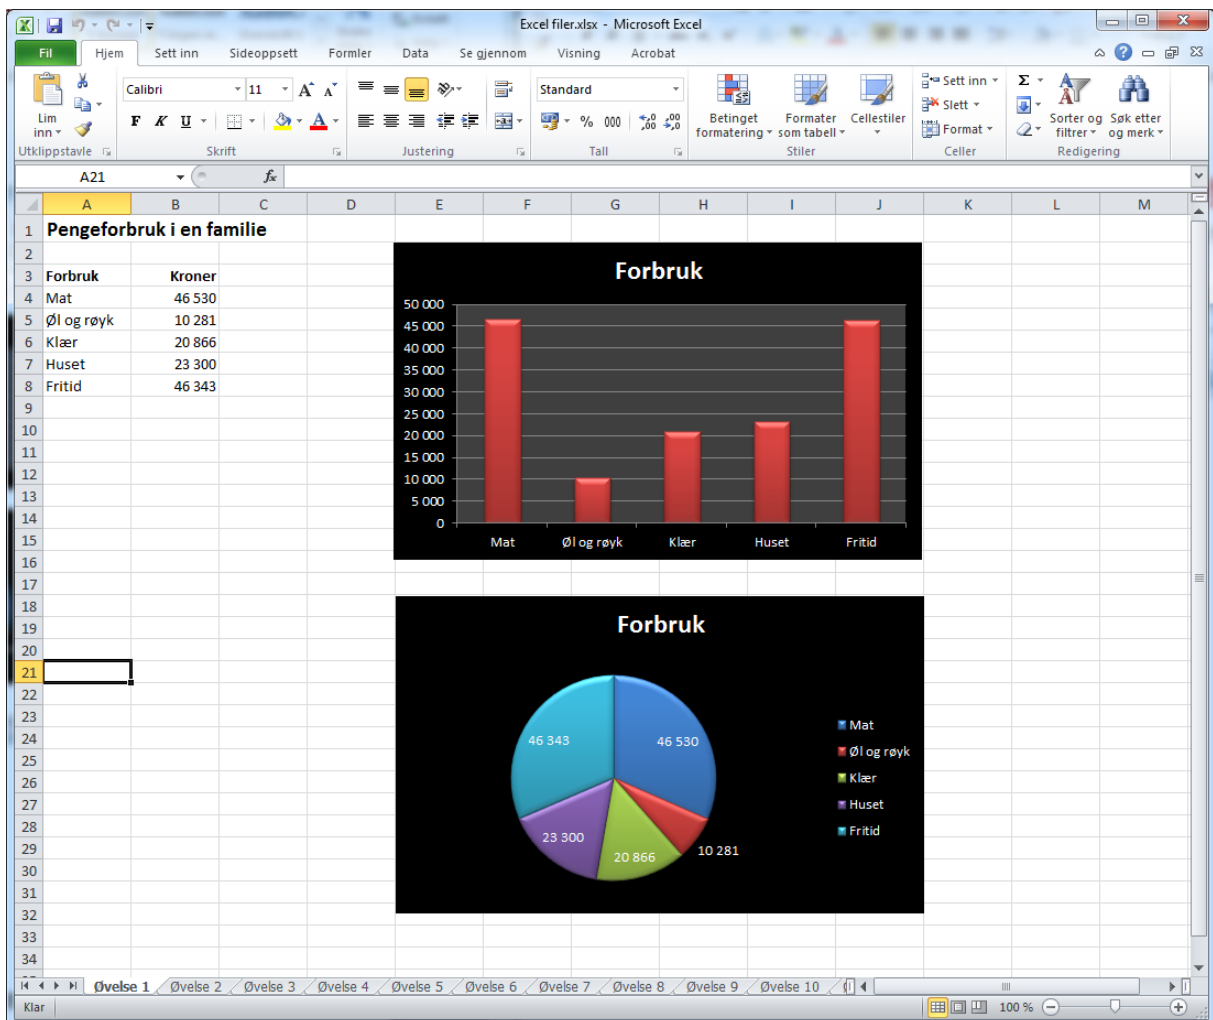 Excel filer.xlsx - Microsoft Excel
Fil Hjem Sett inn Sideoppsett Formler Data Se gjennom Visning Acrobat
Lim inn
Calibri 11 A A
F K U A
Standard
% 000 ,00 ,0 ,00
Betinget formatering
Formater som tabell
Cellestiler
Sett inn
Slett
Format
Σ
Sorter og filtrer
Søk etter og merk
Utklippstavle Skrift Justering Tall Stiler Celler Redigering
A21 fx
A B C D E F G H I J K L M
1 Pengeforbruk i en familie
2
3 Forbruk Kroner
4 Mat 46 530
5 Øl og røyk 10 281
6 Klær 20 866
7 Huset 23 300
8 Fritid 46 343
9
10
11
12
13
14
15
16
17
18
19
20
21
22
23
24
25
26
27
28
29
30
31
32
33
34
Forbruk
50 000
45 000
40 000
35 000
30 000
25 000
20 000
15 000
10 000
5 000
0
Mat Øl og røyk Klær Huset Fritid
Forbruk
46 343 46 530
23 300 20 866 10 281
Mat
Øl og røyk
Klær
Huset
Fritid
Øvelse 1 Øvelse 2 Øvelse 3 Øvelse 4 Øvelse 5 Øvelse 6 Øvelse 7 Øvelse 8 Øvelse 9 Øvelse 10
Klar 100 %